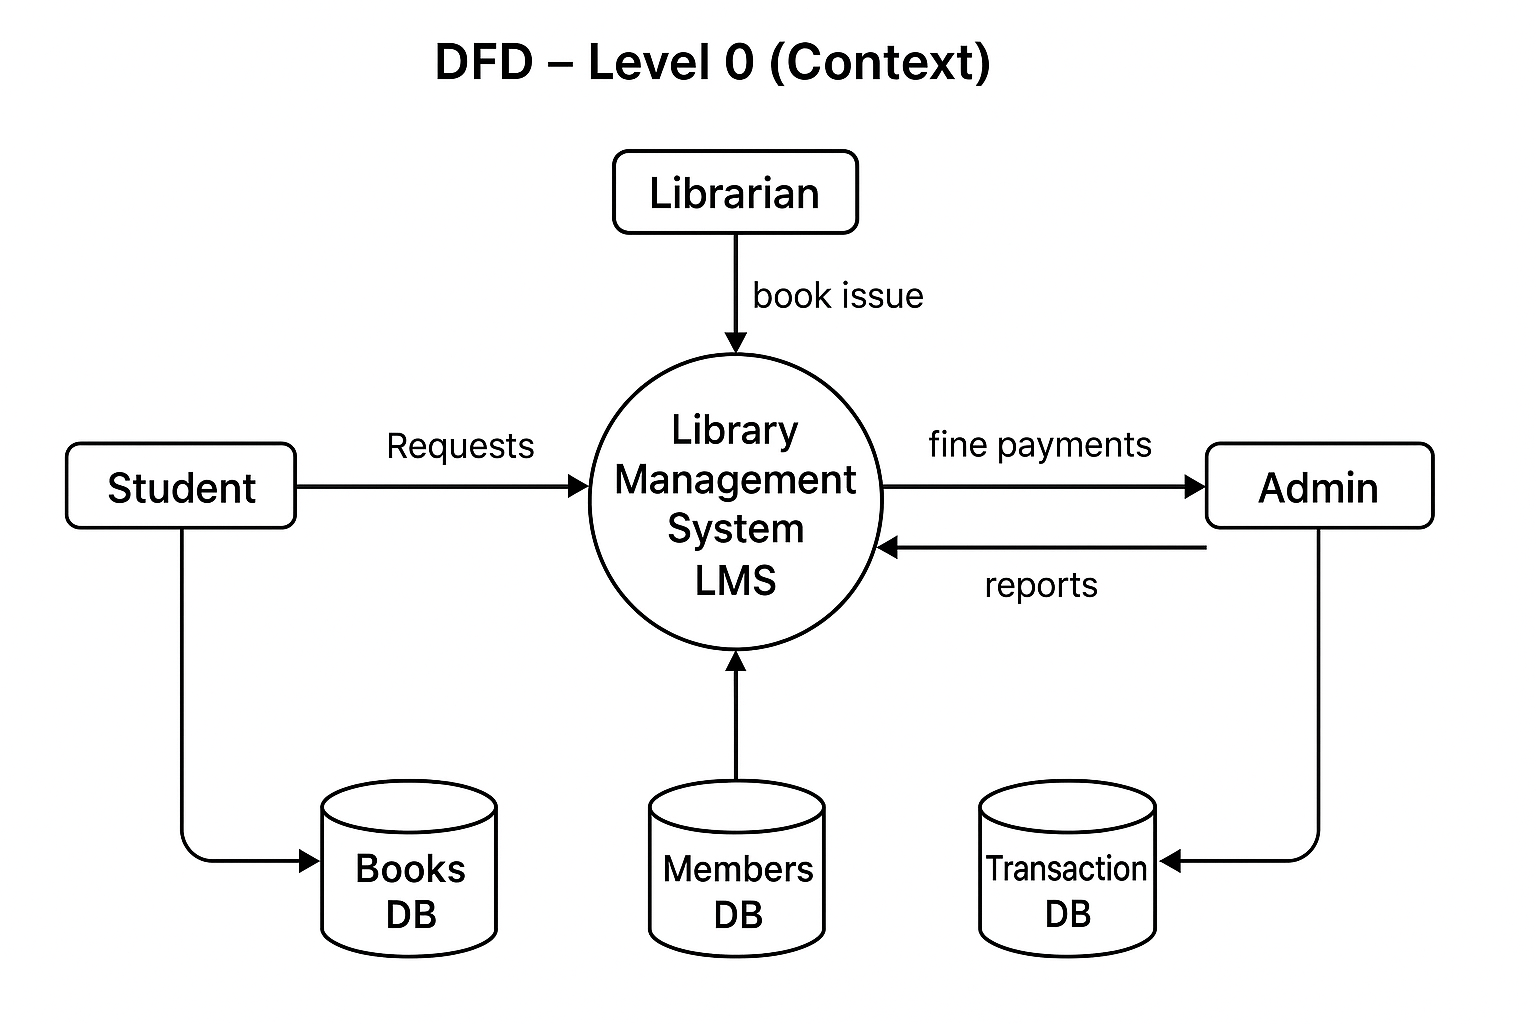 DFD – Level 0 (Context)
Librarian
book issue
Student
Requests
Library
Management
System
LMS
fine payments
Admin
reports
Books
DB
Members
DB
Transaction
DB